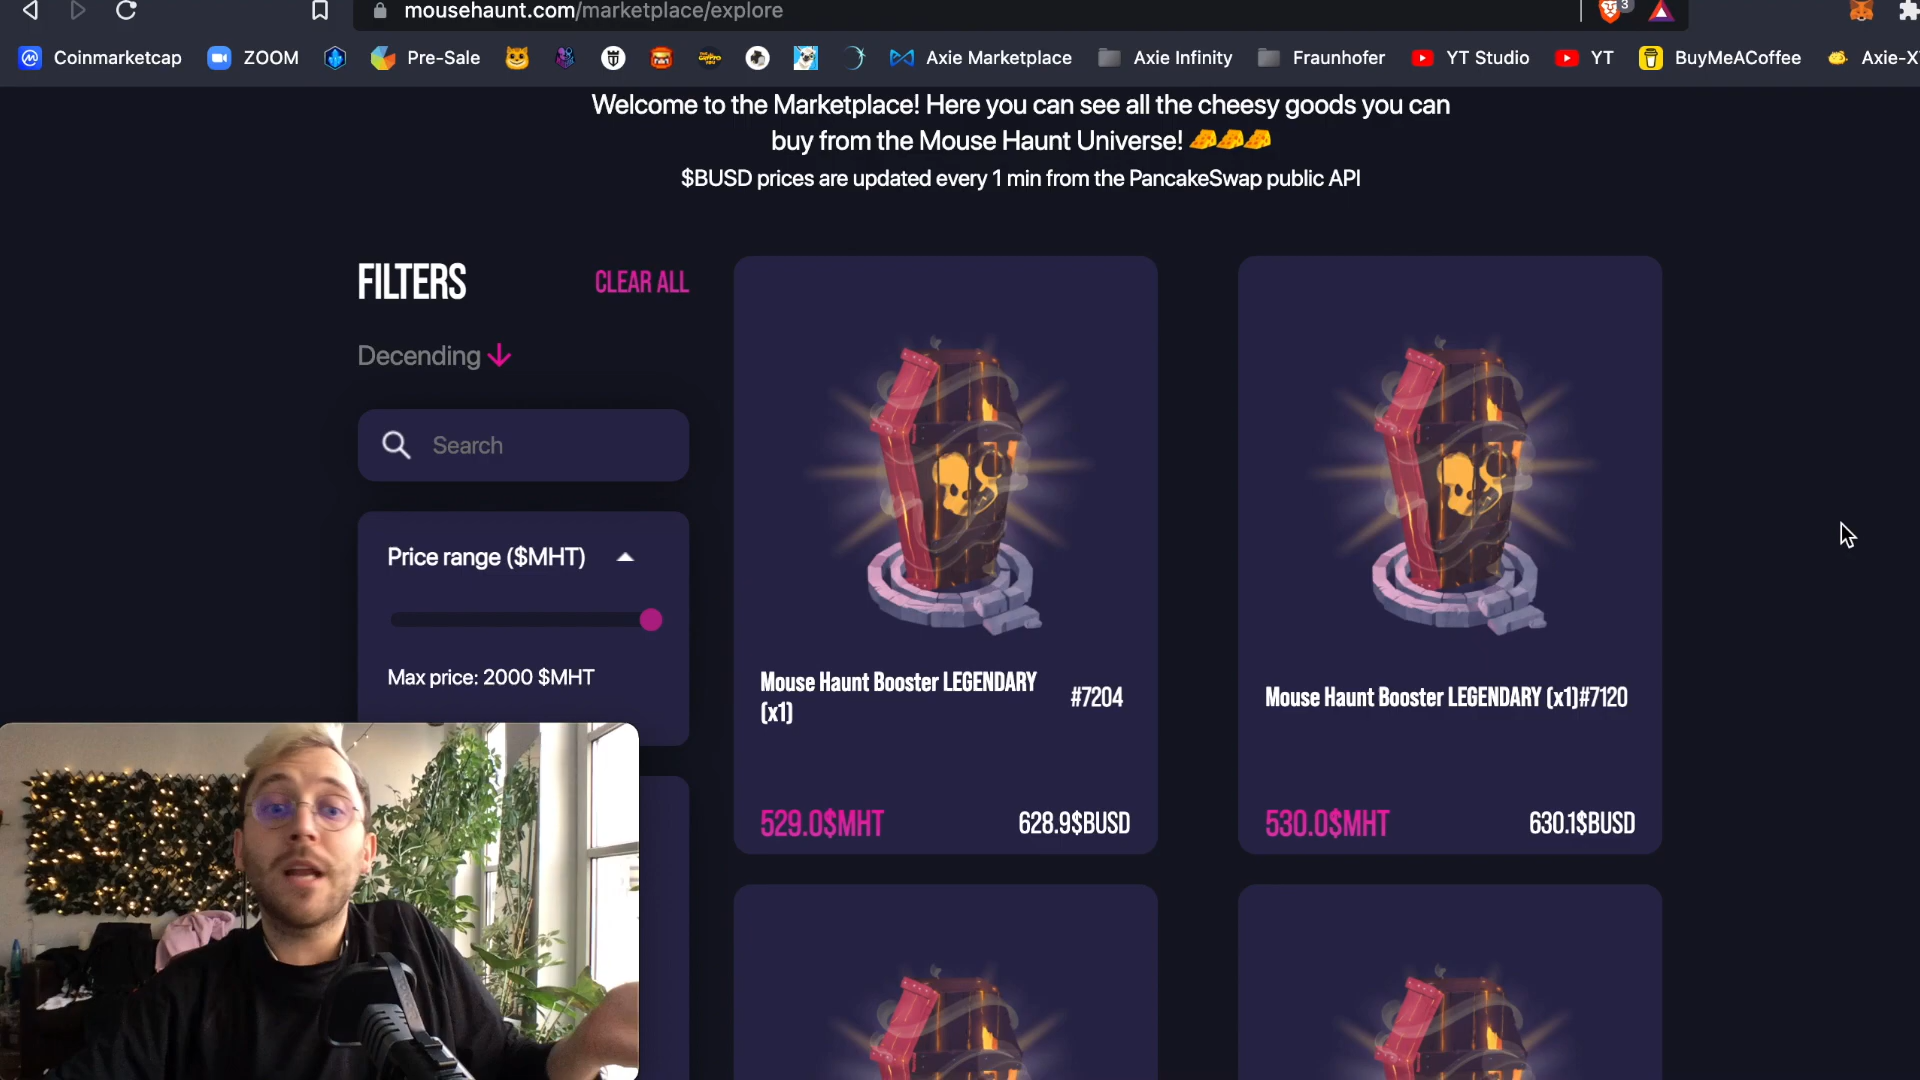 mousehaunt.com/marketplace/explore
3
Coinmarketcap ZOOM Pre-Sale Axie Marketplace Axie Infinity Fraunhofer YT Studio YT BuyMeACoffee Axie-X
Welcome to the Marketplace! Here you can see all the cheesy goods you can
buy from the Mouse Haunt Universe! 🧀🧀🧀
$BUSD prices are updated every 1 min from the PancakeSwap public API
FILTERS
CLEAR ALL
Decending
Search
Price range ($MHT)
Max price: 2000 $MHT
Mouse Haunt Booster LEGENDARY
(x1)
#7204
529.0$MHT
628.9$BUSD
Mouse Haunt Booster LEGENDARY (x1)#7120
530.0$MHT
630.1$BUSD